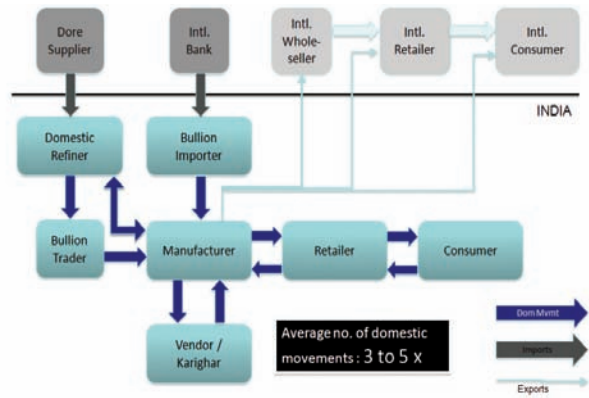 Dore
Supplier
Intl.
Bank
Intl.
Whole-
seller
Intl.
Retailer
Intl.
Consumer
INDIA
Domestic
Refiner
Bullion
Importer
Bullion
Trader
Manufacturer
Retailer
Consumer
Vendor /
Karighar
Average no. of domestic
movements : 3 to 5 x
Dom Mvmt
Imports
Exports